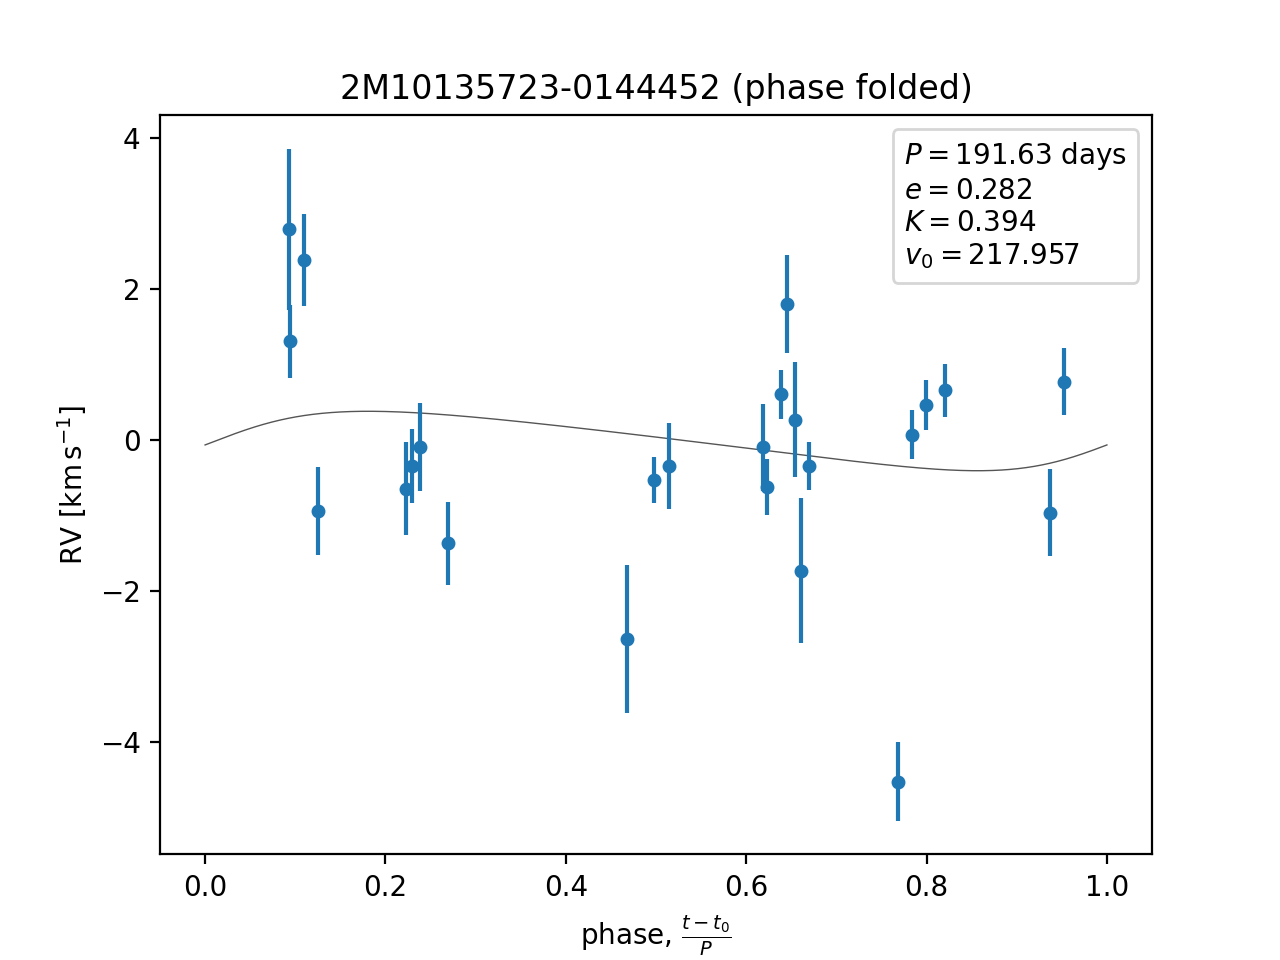 2M10135723-0144452 (phase folded)
P = 191.63 days
e = 0.282
K = 0.394
v₀ = 217.957
4
2
0
−2
−4
RV [km s⁻¹]
0.0 0.2 0.4 0.6 0.8 1.0
phase, (t − t₀)/P